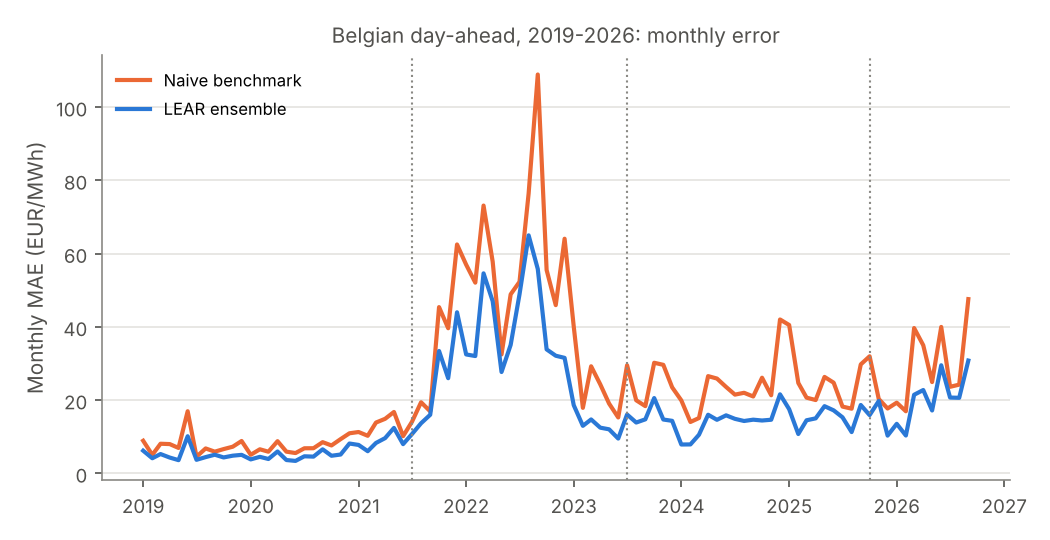 Belgian day-ahead, 2019-2026: monthly error
Naive benchmark
LEAR ensemble
Monthly MAE (EUR/MWh)
100
80
60
40
20
0
2019 2020 2021 2022 2023 2024 2025 2026 2027